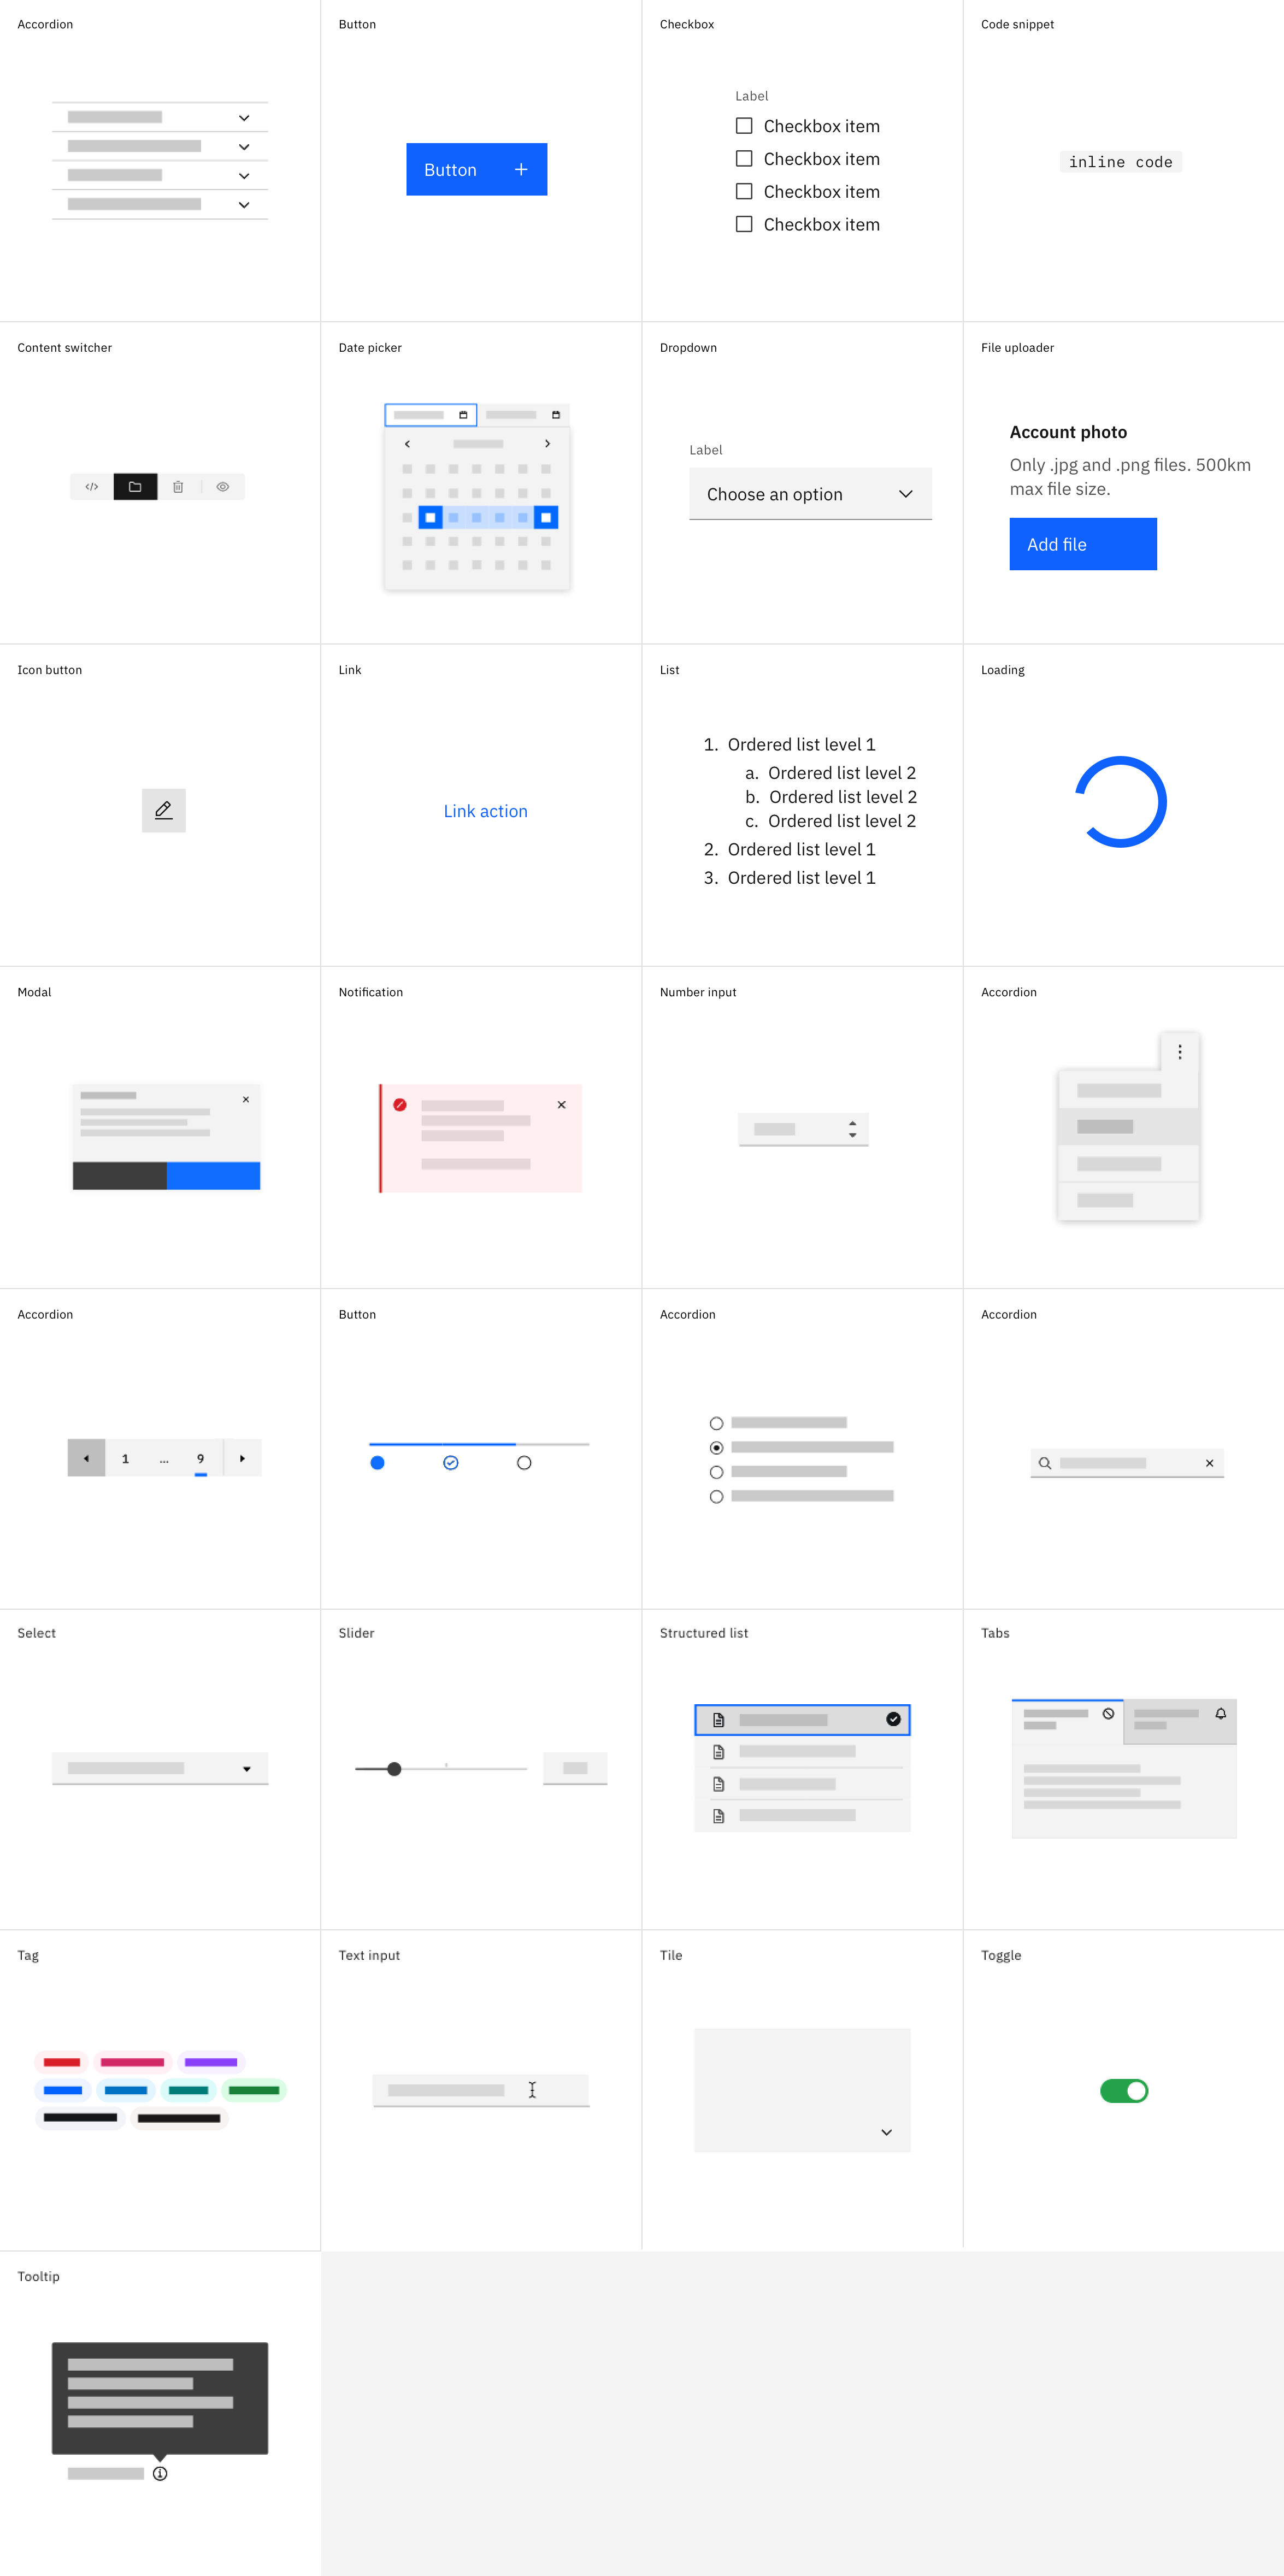 Accordion
Button
Checkbox
Code snippet
Button
Label
Checkbox item
Checkbox item
Checkbox item
Checkbox item
inline code
Content switcher
Date picker
Dropdown
File uploader
Label
Choose an option
Account photo
Only .jpg and .png files. 500km
max file size.
Add file
Icon button
Link
List
Loading
Link action
1. Ordered list level 1
a. Ordered list level 2
b. Ordered list level 2
c. Ordered list level 2
2. Ordered list level 1
3. Ordered list level 1
Modal
Notification
Number input
Accordion
Accordion
Button
Accordion
Accordion
1 ... 9
Select
Slider
Structured list
Tabs
Tag
Text input
Tile
Toggle
Tooltip